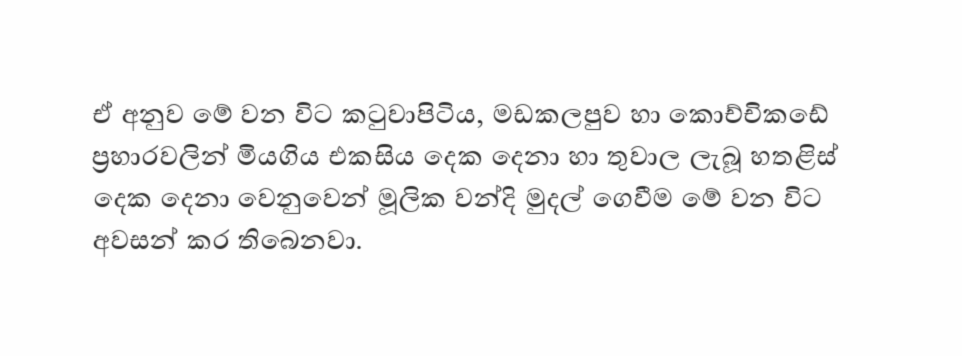 ඒ අනුව මේ වන විට කටුවාපිටිය, මඩකලපුව හා කොච්චිකඩේ
ප්‍රහාරවලින් මියගිය එකසිය දෙක දෙනා හා තුවාල ලැබූ හතළිස්
දෙක දෙනා වෙනුවෙන් මූලික වන්දි මුදල් ගෙවීම මේ වන විට
අවසන් කර තිබෙනවා.